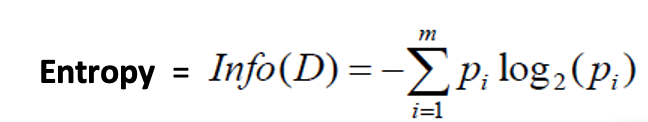 Entropy = Info(D) = -∑_{i=1}^{m} p_i log_2(p_i)